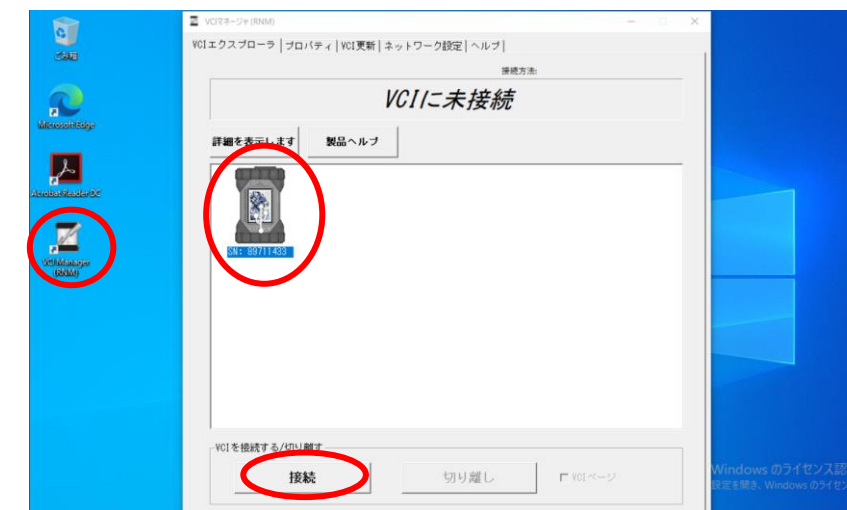 VCIマネージャ(RNM)
VCIエクスプローラ プロパティ VCI更新 ネットワーク設定 ヘルプ
接続方法:
VCIに未接続
詳細を表示します 製品ヘルプ
SN: 89711433
VCIを接続する/切り離す
接続 切り離し VCIページ
ごみ箱
Microsoft Edge
Acrobat Reader DC
VCI Manager
(RNM)
Windows のライセンス認
設定を開き、Windows のライセン